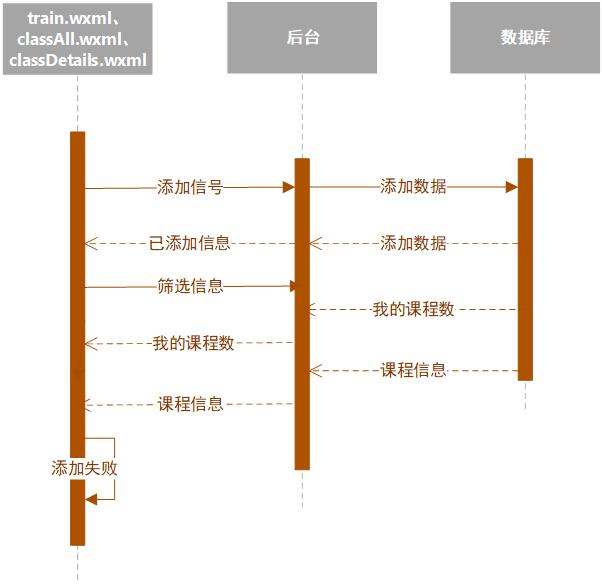 train.wxml、
classAll.wxml、
classDetails.wxml
后台
数据库
添加信号
添加数据
已添加信息
添加数据
筛选信息
我的课程数
我的课程数
课程信息
课程信息
添加失败